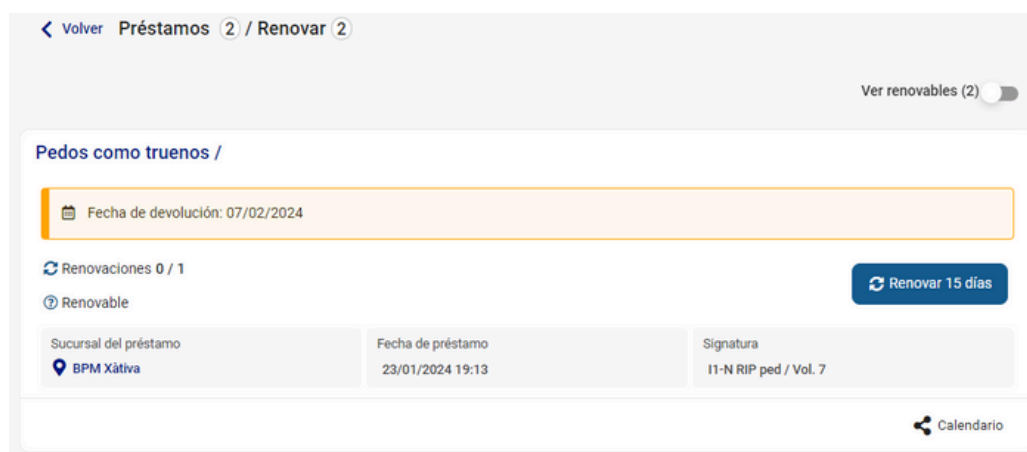 Volver Préstamos 2 / Renovar 2
Ver renovables (2)
Pedos como truenos /
Fecha de devolución: 07/02/2024
Renovaciones 0 / 1
Renovar 15 días
Renovable
Sucursal del préstamo
BPM Xàtiva
Fecha de préstamo
23/01/2024 19:13
Signatura
I1-N RIP ped / Vol. 7
Calendario